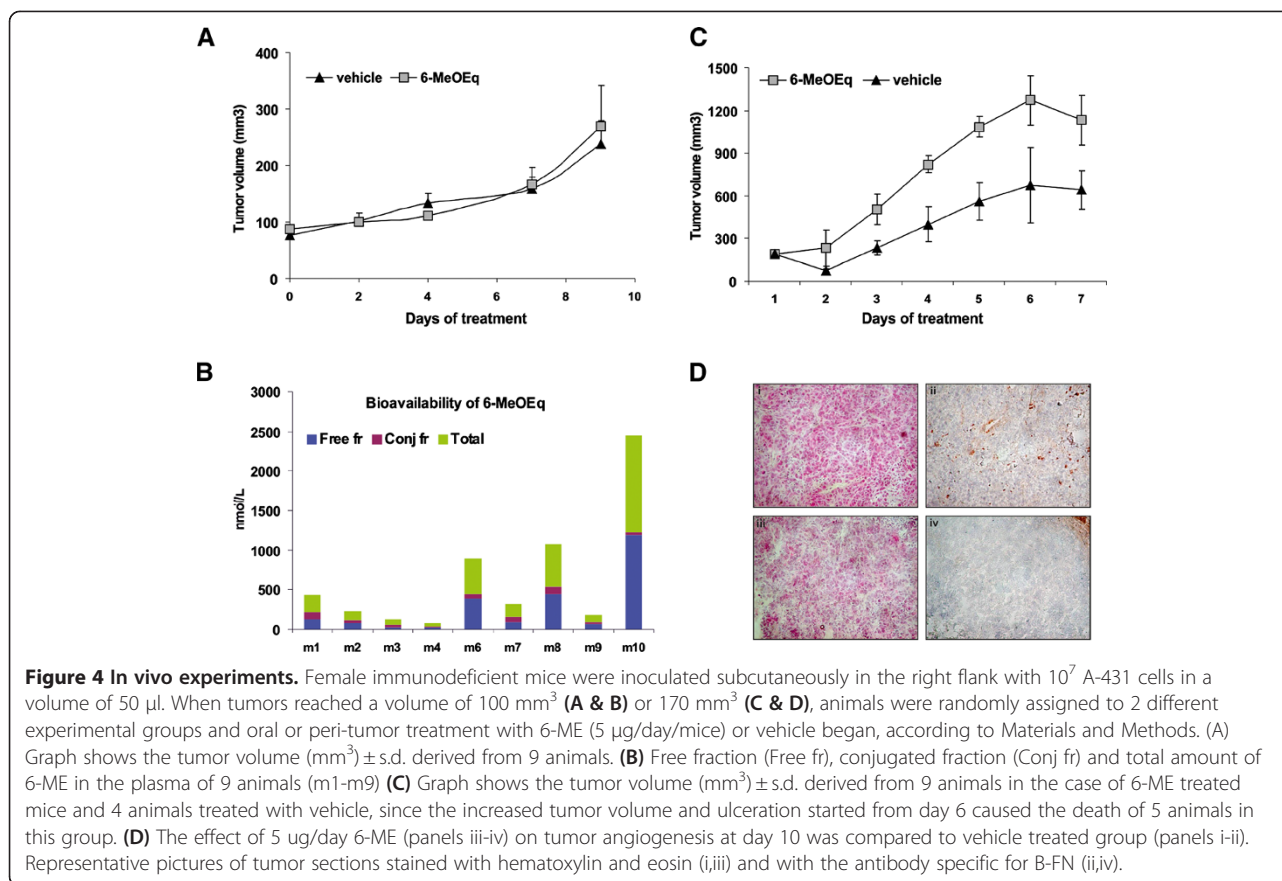 A
400
300
200
100
0
Tumor volume (mm3)
vehicle 6-MeOEq
0 2 4 6 8 10
Days of treatment
C
1500
1200
900
600
300
0
Tumor volume (mm3)
6-MeOEq vehicle
1 2 3 4 5 6 7
Days of treatment
B
3000
2500
2000
1500
1000
500
0
nmol/L
Bioavailability of 6-MeOEq
Free fr Conj fr Total
m1 m2 m3 m4 m6 m7 m8 m9 m10
D
i ii
iii iv
Figure 4 In vivo experiments. Female immunodeficient mice were inoculated subcutaneously in the right flank with 10⁷ A-431 cells in a
volume of 50 μl. When tumors reached a volume of 100 mm³ (A & B) or 170 mm³ (C & D), animals were randomly assigned to 2 different
experimental groups and oral or peri-tumor treatment with 6-ME (5 μg/day/mice) or vehicle began, according to Materials and Methods. (A)
Graph shows the tumor volume (mm³) ± s.d. derived from 9 animals. (B) Free fraction (Free fr), conjugated fraction (Conj fr) and total amount of
6-ME in the plasma of 9 animals (m1-m9) (C) Graph shows the tumor volume (mm³) ± s.d. derived from 9 animals in the case of 6-ME treated
mice and 4 animals treated with vehicle, since the increased tumor volume and ulceration started from day 6 caused the death of 5 animals in
this group. (D) The effect of 5 ug/day 6-ME (panels iii-iv) on tumor angiogenesis at day 10 was compared to vehicle treated group (panels i-ii).
Representative pictures of tumor sections stained with hematoxylin and eosin (i,iii) and with the antibody specific for B-FN (ii,iv).